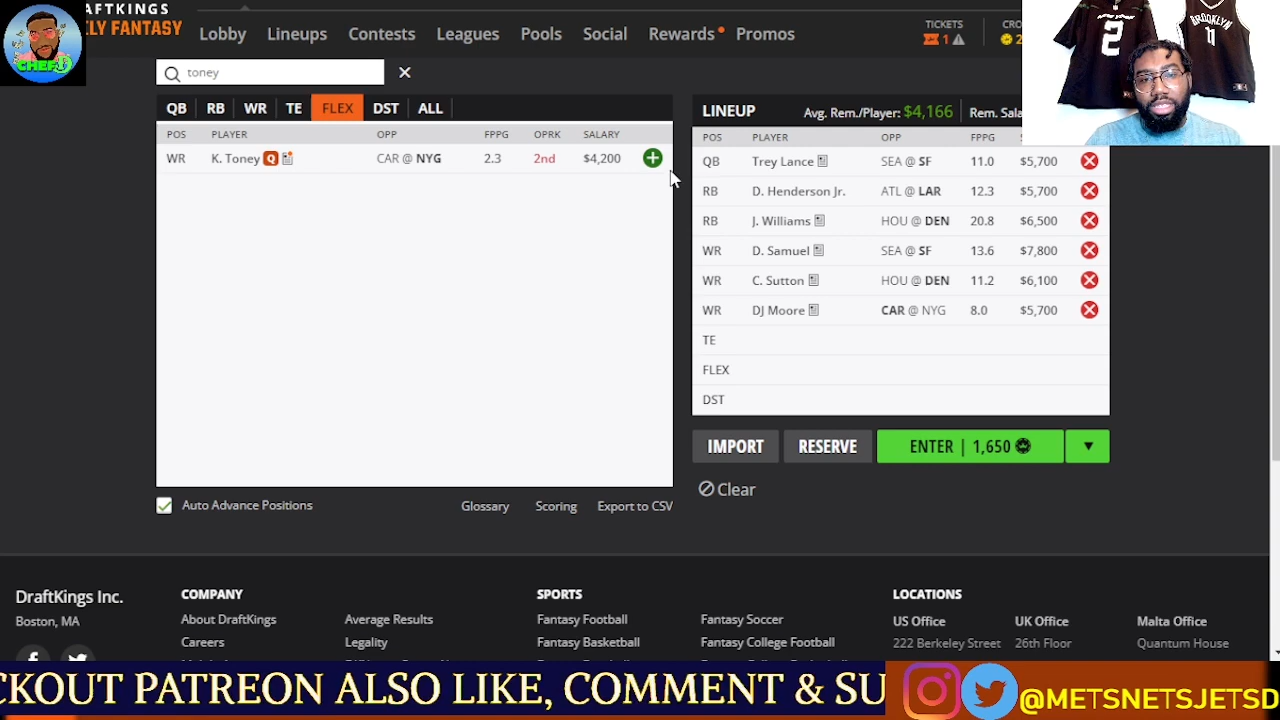 AFTKINGS
LY FANTASY
CHEF
Lobby Lineups Contests Leagues Pools Social Rewards Promos
TICKETS
1
CRO
2
2
BROOKLYN
11
toney
QB RB WR TE FLEX DST ALL
POS PLAYER OPP FPPG OPRK SALARY
WR K. Toney Q CAR @ NYG 2.3 2nd $4,200
LINEUP Avg. Rem./Player: $4,166 Rem. Sala
POS PLAYER OPP FPPG S
QB Trey Lance SEA @ SF 11.0 $5,700
RB D. Henderson Jr. ATL @ LAR 12.3 $5,700
RB J. Williams HOU @ DEN 20.8 $6,500
WR D. Samuel SEA @ SF 13.6 $7,800
WR C. Sutton HOU @ DEN 11.2 $6,100
WR DJ Moore CAR @ NYG 8.0 $5,700
TE
FLEX
DST
IMPORT RESERVE ENTER | 1,650
Clear
Auto Advance Positions Glossary Scoring Export to CSV
DraftKings Inc.
Boston, MA
COMPANY
About DraftKings Average Results
Careers Legality
SPORTS
Fantasy Football Fantasy Soccer
Fantasy Basketball Fantasy College Football
LOCATIONS
US Office UK Office Malta Office
222 Berkeley Street 26th Floor Quantum House
CKOUT PATREON ALSO LIKE, COMMENT & SU
@METSNETSJETSD